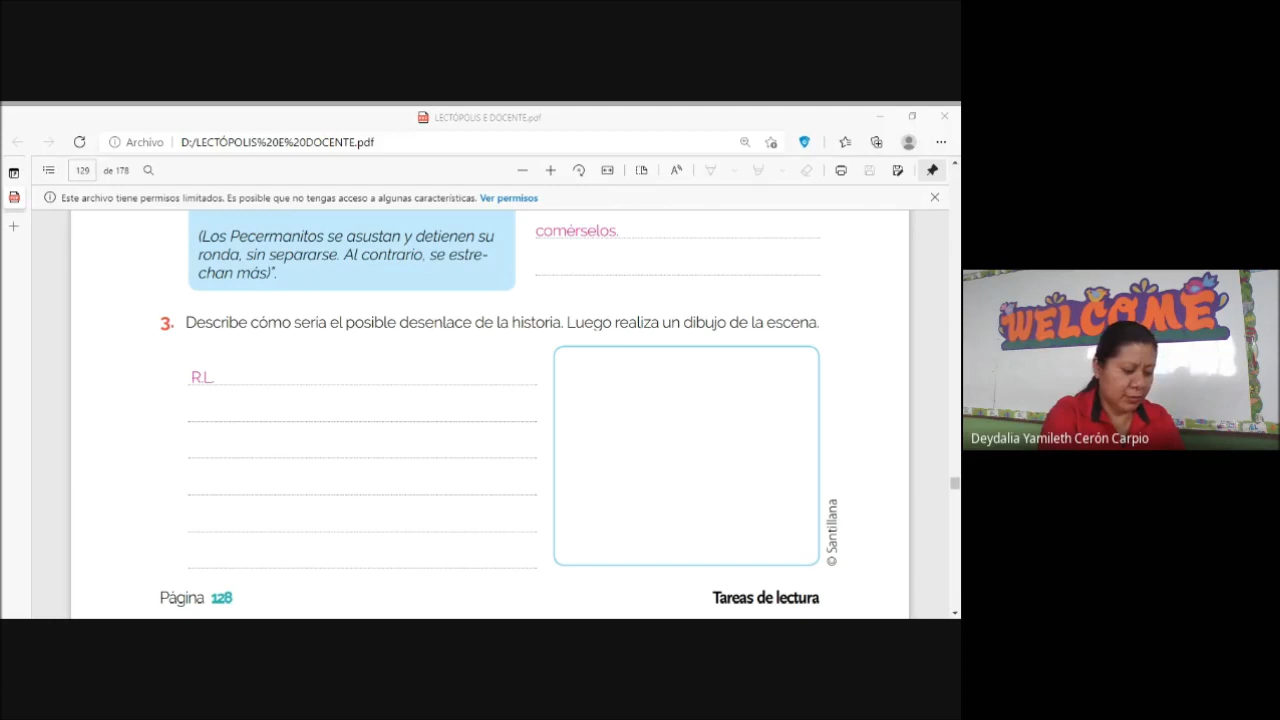 LECTÓPOLIS E DOCENTE.pdf
Archivo D:/LECTÓPOLIS%20E%20DOCENTE.pdf
129 de 178
Este archivo tiene permisos limitados. Es posible que no tengas acceso a algunas características. Ver permisos
(Los Pecermanitos se asustan y detienen su
ronda, sin separarse. Al contrario, se estre-
chan más)".
comérselos.
3. Describe cómo seria el posible desenlace de la historia. Luego realiza un dibujo de la escena.
R.L.
© Santillana
Página 128
Tareas de lectura
WELCOME
Deydalia Yamileth Cerón Carpio